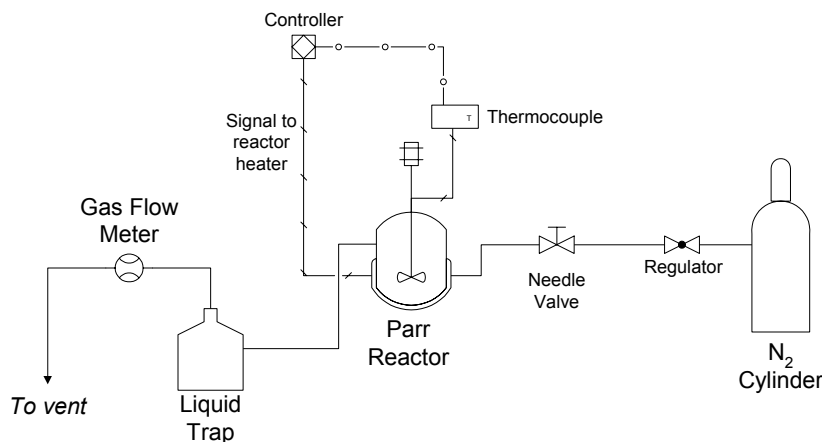 Controller
T
Thermocouple
Signal to
reactor
heater
Gas Flow
Meter
Regulator
Needle
Valve
Parr
Reactor
N2
Cylinder
To vent
Liquid
Trap